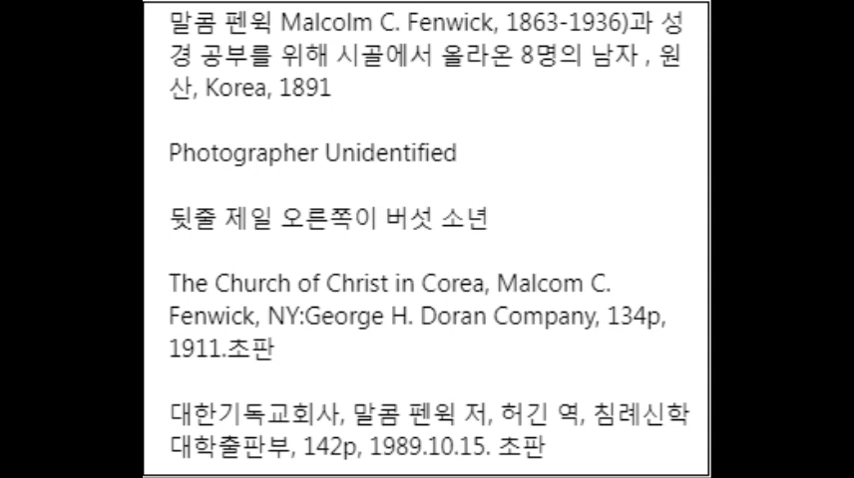 말콤 펜윅 Malcolm C. Fenwick, 1863-1936)과 성
경 공부를 위해 시골에서 올라온 8명의 남자 , 원
산, Korea, 1891
Photographer Unidentified
뒷줄 제일 오른쪽이 버섯 소년
The Church of Christ in Corea, Malcom C.
Fenwick, NY:George H. Doran Company, 134p,
1911.초판
대한기독교회사, 말콤 펜윅 저, 허긴 역, 침례신학
대학출판부, 142p, 1989.10.15. 초판